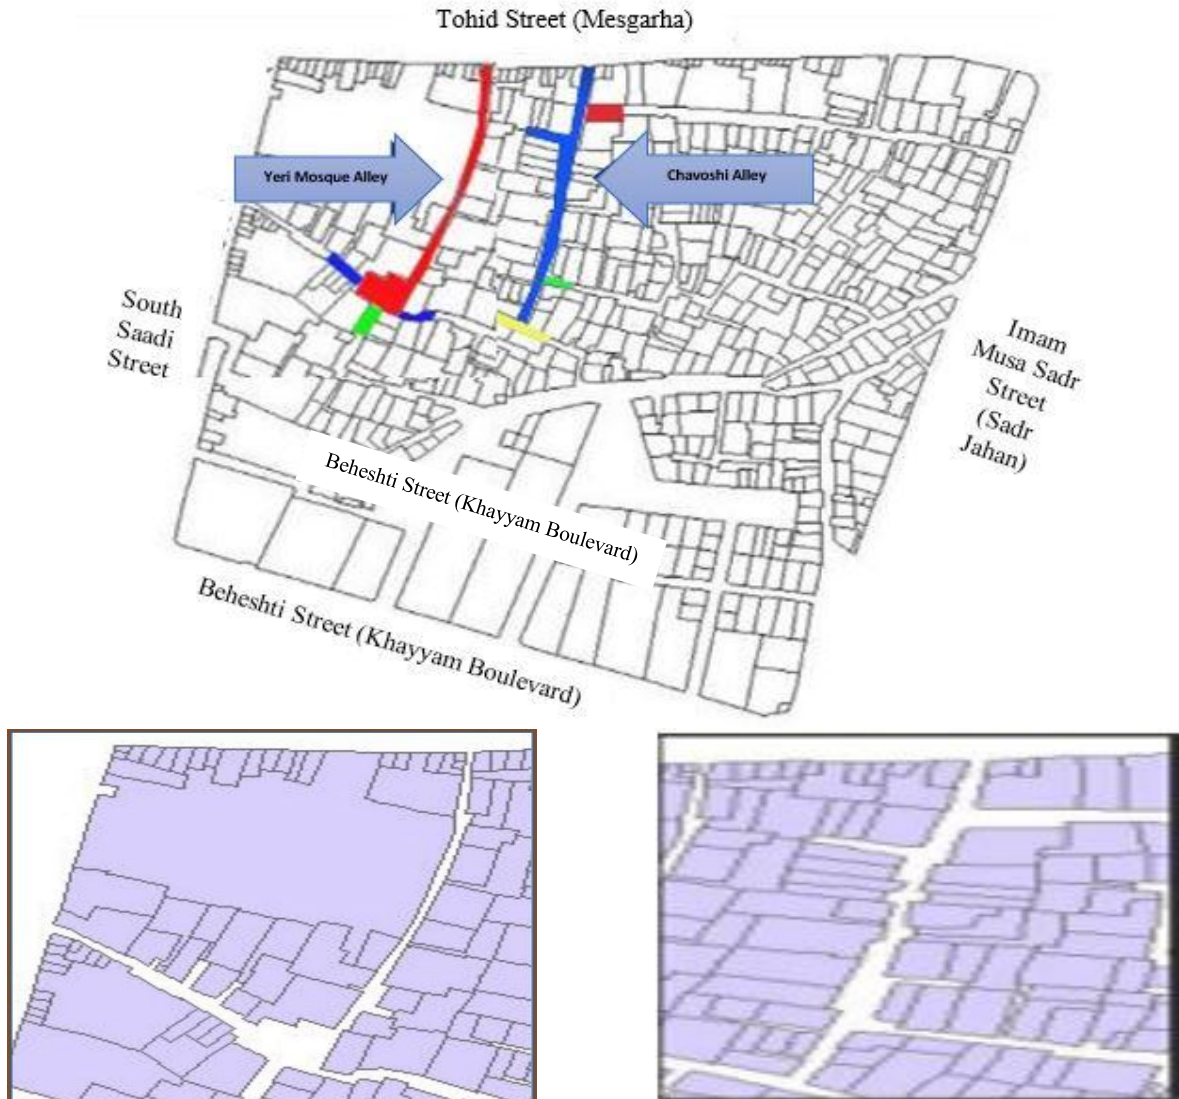 Tohid Street (Mesgarha)
Yeri Mosque Alley
Chavoshi Alley
South
Saadi
Street
Imam
Musa Sadr
Street
(Sadr
Jahan)
Beheshti Street (Khayyam Boulevard)
Beheshti Street (Khayyam Boulevard)